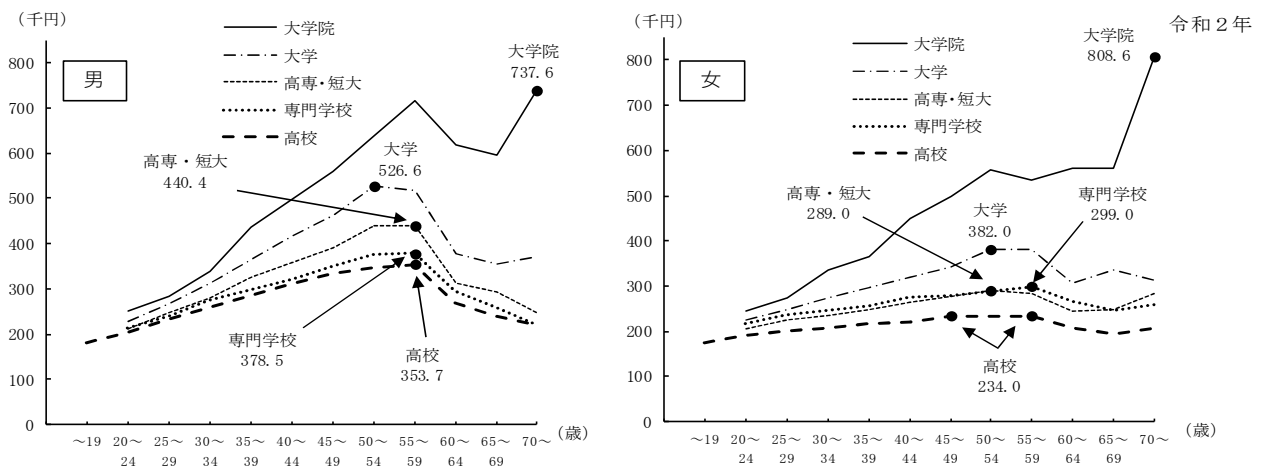 令和２年
（千円）
男
大学院
大学
高専・短大
専門学校
高校
大学院
737.6
大学
526.6
高専・短大
440.4
専門学校
378.5
高校
353.7
800
700
600
500
400
300
200
100
0
～19 20～24 25～29 30～34 35～39 40～44 45～49 50～54 55～59 60～64 65～69 70～ （歳）
（千円）
女
大学院
大学
高専・短大
専門学校
高校
大学院
808.6
高専・短大
289.0
大学
382.0
専門学校
299.0
高校
234.0
800
700
600
500
400
300
200
100
0
～19 20～24 25～29 30～34 35～39 40～44 45～49 50～54 55～59 60～64 65～69 70～ （歳）